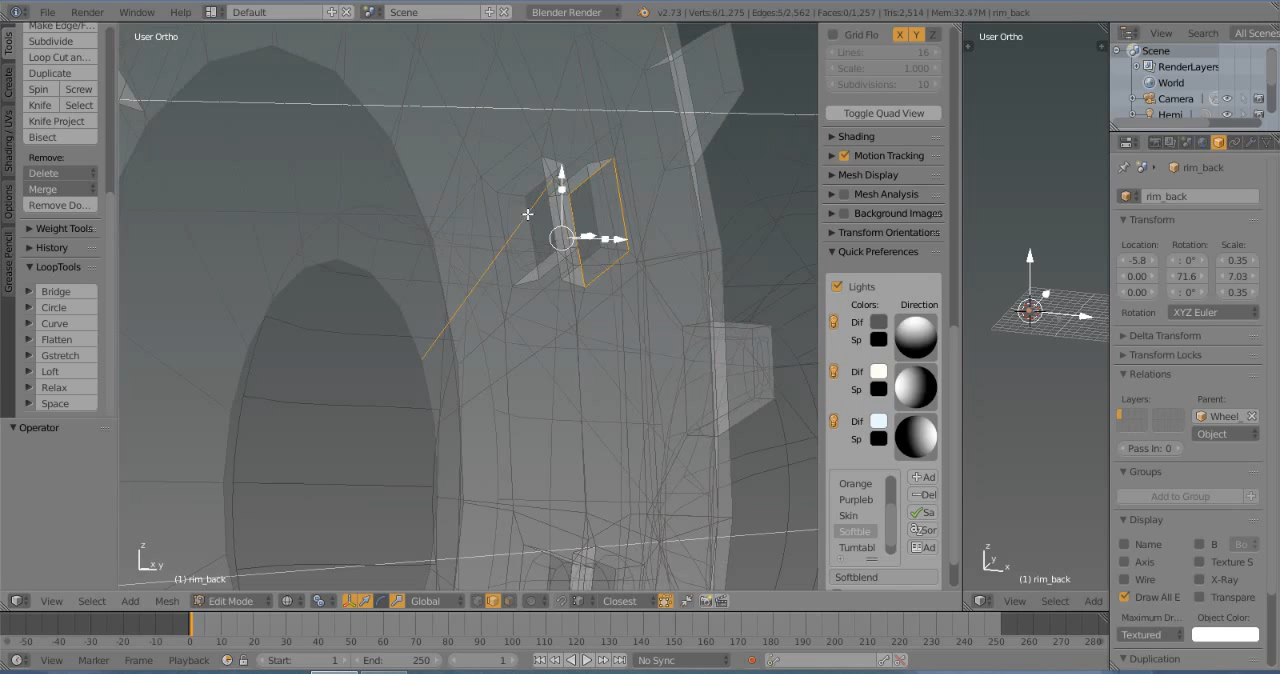 File Render Window Help Default Scene Blender Render v2.73 | Verts:6/1,275 | Edges:5/2,562 | Faces:0/1,257 | Tris:2,514 | Mem:32.47M | rim_back
Tools
Create
Shading / UVs
Options
Grease Pencil
Make Edge/F...
Subdivide
Loop Cut an...
Duplicate
Spin Screw
Knife Select
Knife Project
Bisect
Remove:
Delete
Merge
Remove Do...
Weight Tools
History
LoopTools
Bridge
Circle
Curve
Flatten
Gstretch
Loft
Relax
Space
Operator
User Ortho
z
x y
(1) rim_back
Grid Flo X Y Z
Lines: 16
Scale: 1.000
Subdivisions: 10
Toggle Quad View
Shading
Motion Tracking
Mesh Display
Mesh Analysis
Background Images
Transform Orientations
Quick Preferences
Lights
Colors: Direction
Dif
Sp
Dif
Sp
Dif
Sp
Orange
Purpleb
Skin
Softble
Turntabl
Ad
Del
Sa
Sor
Ad
Softblend
User Ortho
z
y
x
(1) rim_back
View Search All Scenes
Scene
RenderLayers
World
Camera
Hemi
rim_back
rim_back
Transform
Location: Rotation: Scale:
-5.8 : 0° 0.35
0.00 71.6 7.03
0.00 : 0° 0.35
Rotation XYZ Euler
Delta Transform
Transform Locks
Relations
Layers: Parent:
Wheel_
Object
Pass In: 0
Groups
Add to Group
Display
Name B Bo
Axis Texture S
Wire X-Ray
Draw All E Transpare
Maximum Dr... Object Color:
Textured
Duplication
View Select Add Mesh Edit Mode Global Closest
View Select Add
-50 -40 -30 -20 -10 0 10 20 30 40 50 60 70 80 90 100 110 120 130 140 150 160 170 180 190 200 210 220 230 240 250 260 270 280
View Marker Frame Playback Start: 1 End: 250 1 No Sync